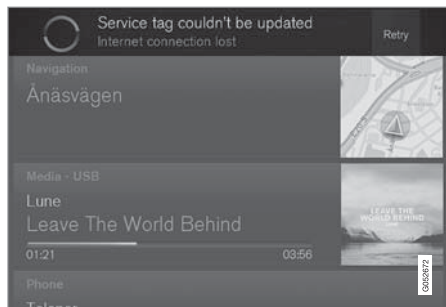 Service tag couldn't be updated
Internet connection lost
Retry
Navigation
Ånäsvägen
Media - USB
Lune
Leave The World Behind
01:21
03:56
LEAVE THE
WORLD BEHIND
Phone
Telenor
G052672